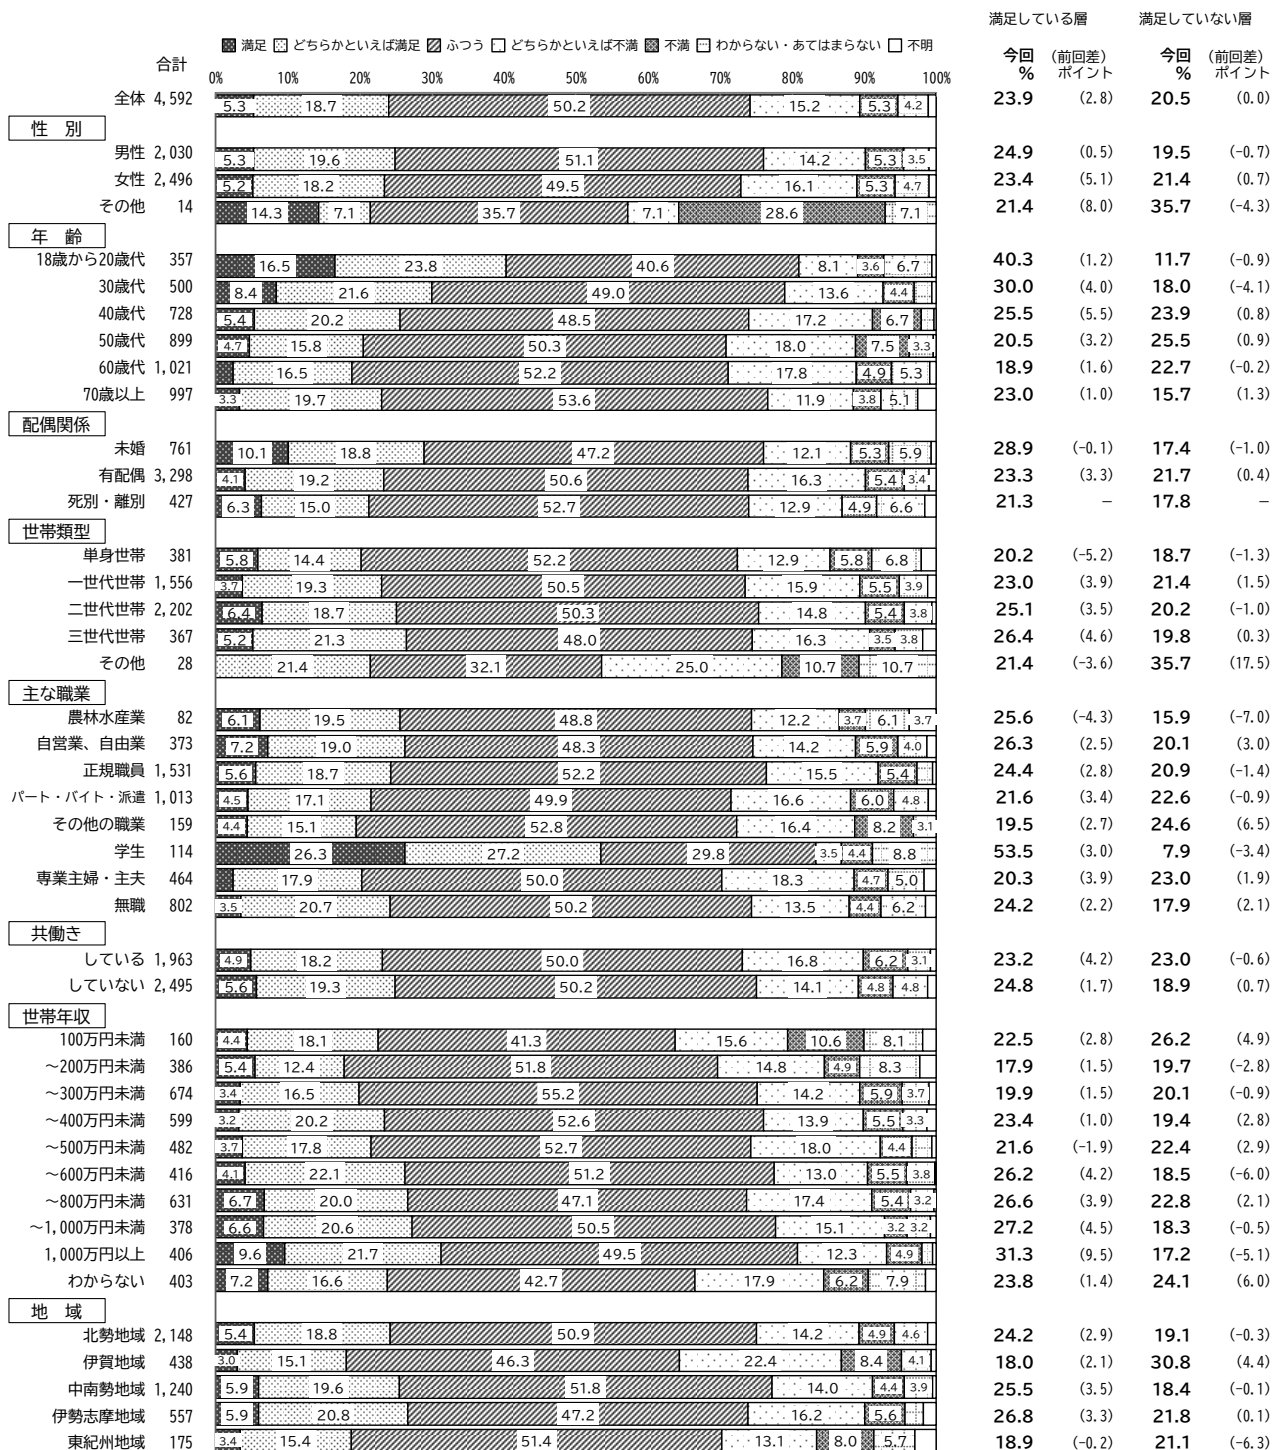 満足している層 満足していない層
満足 どちらかといえば満足 ふつう どちらかといえば不満 不満 わからない・あてはまらない 不明
合計 今回 (前回差) 今回 (前回差)
0% 10% 20% 30% 40% 50% 60% 70% 80% 90% 100% % ポイント % ポイント
全体 4,592 5.3 18.7 50.2 15.2 5.3 4.2 23.9 (2.8) 20.5 (0.0)
性 別
男性 2,030 5.3 19.6 51.1 14.2 5.3 3.5 24.9 (0.5) 19.5 (-0.7)
女性 2,496 5.2 18.2 49.5 16.1 5.3 4.7 23.4 (5.1) 21.4 (0.7)
その他 14 14.3 7.1 35.7 7.1 28.6 7.1 21.4 (8.0) 35.7 (-4.3)
年 齢
18歳から20歳代 357 16.5 23.8 40.6 8.1 3.6 6.7 40.3 (1.2) 11.7 (-0.9)
30歳代 500 8.4 21.6 49.0 13.6 4.4 30.0 (4.0) 18.0 (-4.1)
40歳代 728 5.4 20.2 48.5 17.2 6.7 25.5 (5.5) 23.9 (0.8)
50歳代 899 4.7 15.8 50.3 18.0 7.5 3.3 20.5 (3.2) 25.5 (0.9)
60歳代 1,021 16.5 52.2 17.8 4.9 5.3 18.9 (1.6) 22.7 (-0.2)
70歳以上 997 3.3 19.7 53.6 11.9 3.8 5.1 23.0 (1.0) 15.7 (1.3)
配偶関係
未婚 761 10.1 18.8 47.2 12.1 5.3 5.9 28.9 (-0.1) 17.4 (-1.0)
有配偶 3,298 4.1 19.2 50.6 16.3 5.4 3.4 23.3 (3.3) 21.7 (0.4)
死別・離別 427 6.3 15.0 52.7 12.9 4.9 6.6 21.3 － 17.8 －
世帯類型
単身世帯 381 5.8 14.4 52.2 12.9 5.8 6.8 20.2 (-5.2) 18.7 (-1.3)
一世代世帯 1,556 3.7 19.3 50.5 15.9 5.5 3.9 23.0 (3.9) 21.4 (1.5)
二世代世帯 2,202 6.4 18.7 50.3 14.8 5.4 3.8 25.1 (3.5) 20.2 (-1.0)
三世代世帯 367 5.2 21.3 48.0 16.3 3.5 3.8 26.4 (4.6) 19.8 (0.3)
その他 28 21.4 32.1 25.0 10.7 10.7 21.4 (-3.6) 35.7 (17.5)
主な職業
農林水産業 82 6.1 19.5 48.8 12.2 3.7 6.1 3.7 25.6 (-4.3) 15.9 (-7.0)
自営業、自由業 373 7.2 19.0 48.3 14.2 5.9 4.0 26.3 (2.5) 20.1 (3.0)
正規職員 1,531 5.6 18.7 52.2 15.5 5.4 24.4 (2.8) 20.9 (-1.4)
パート・バイト・派遣 1,013 4.5 17.1 49.9 16.6 6.0 4.8 21.6 (3.4) 22.6 (-0.9)
その他の職業 159 4.4 15.1 52.8 16.4 8.2 3.1 19.5 (2.7) 24.6 (6.5)
学生 114 26.3 27.2 29.8 3.5 4.4 8.8 53.5 (3.0) 7.9 (-3.4)
専業主婦・主夫 464 17.9 50.0 18.3 4.7 5.0 20.3 (3.9) 23.0 (1.9)
無職 802 3.5 20.7 50.2 13.5 4.4 6.2 24.2 (2.2) 17.9 (2.1)
共働き
している 1,963 4.9 18.2 50.0 16.8 6.2 3.1 23.2 (4.2) 23.0 (-0.6)
していない 2,495 5.6 19.3 50.2 14.1 4.8 4.8 24.8 (1.7) 18.9 (0.7)
世帯年収
100万円未満 160 4.4 18.1 41.3 15.6 10.6 8.1 22.5 (2.8) 26.2 (4.9)
～200万円未満 386 5.4 12.4 51.8 14.8 4.9 8.3 17.9 (1.5) 19.7 (-2.8)
～300万円未満 674 3.4 16.5 55.2 14.2 5.9 3.7 19.9 (1.5) 20.1 (-0.9)
～400万円未満 599 3.2 20.2 52.6 13.9 5.5 3.3 23.4 (1.0) 19.4 (2.8)
～500万円未満 482 3.7 17.8 52.7 18.0 4.4 21.6 (-1.9) 22.4 (2.9)
～600万円未満 416 4.1 22.1 51.2 13.0 5.5 3.8 26.2 (4.2) 18.5 (-6.0)
～800万円未満 631 6.7 20.0 47.1 17.4 5.4 3.2 26.6 (3.9) 22.8 (2.1)
～1,000万円未満 378 6.6 20.6 50.5 15.1 3.2 3.2 27.2 (4.5) 18.3 (-0.5)
1,000万円以上 406 9.6 21.7 49.5 12.3 4.9 31.3 (9.5) 17.2 (-5.1)
わからない 403 7.2 16.6 42.7 17.9 6.2 7.9 23.8 (1.4) 24.1 (6.0)
地 域
北勢地域 2,148 5.4 18.8 50.9 14.2 4.9 4.6 24.2 (2.9) 19.1 (-0.3)
伊賀地域 438 3.0 15.1 46.3 22.4 8.4 4.1 18.0 (2.1) 30.8 (4.4)
中南勢地域 1,240 5.9 19.6 51.8 14.0 4.4 3.9 25.5 (3.5) 18.4 (-0.1)
伊勢志摩地域 557 5.9 20.8 47.2 16.2 5.6 26.8 (3.3) 21.8 (0.1)
東紀州地域 175 3.4 15.4 51.4 13.1 8.0 5.7 18.9 (-0.2) 21.1 (-6.3)